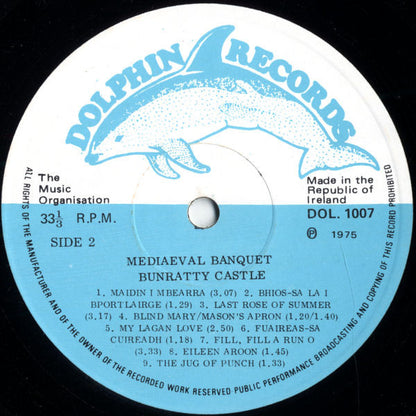 DOLPHIN RECORDS
The
Music
Organisation
33⅓ R.P.M.
SIDE 2
Made in the
Republic of
Ireland
DOL. 1007
Ⓟ 1975
MEDIAEVAL BANQUET
BUNRATTY CASTLE
1. MAIDIN I MBEARRA (3.07) 2. BHIOS-SA LA I
BPORTLAIRGE (1.29) 3. LAST ROSE OF SUMMER
(3.17) 4. BLIND MARY/MASON'S APRON (1.20/1.40)
5. MY LAGAN LOVE (2.50) 6. FUAIREAS-SA
CUIREADH (1.18) 7. FILL, FILL A RUN O
(3.33) 8. EILEEN AROON (1.45)
9. THE JUG OF PUNCH (1.33)
ALL RIGHTS OF THE MANUFACTURER AND OF THE OWNER OF THE RECORDED WORK RESERVED PUBLIC PERFORMANCE BROADCASTING AND COPYING OF THIS RECORD PROHIBITED